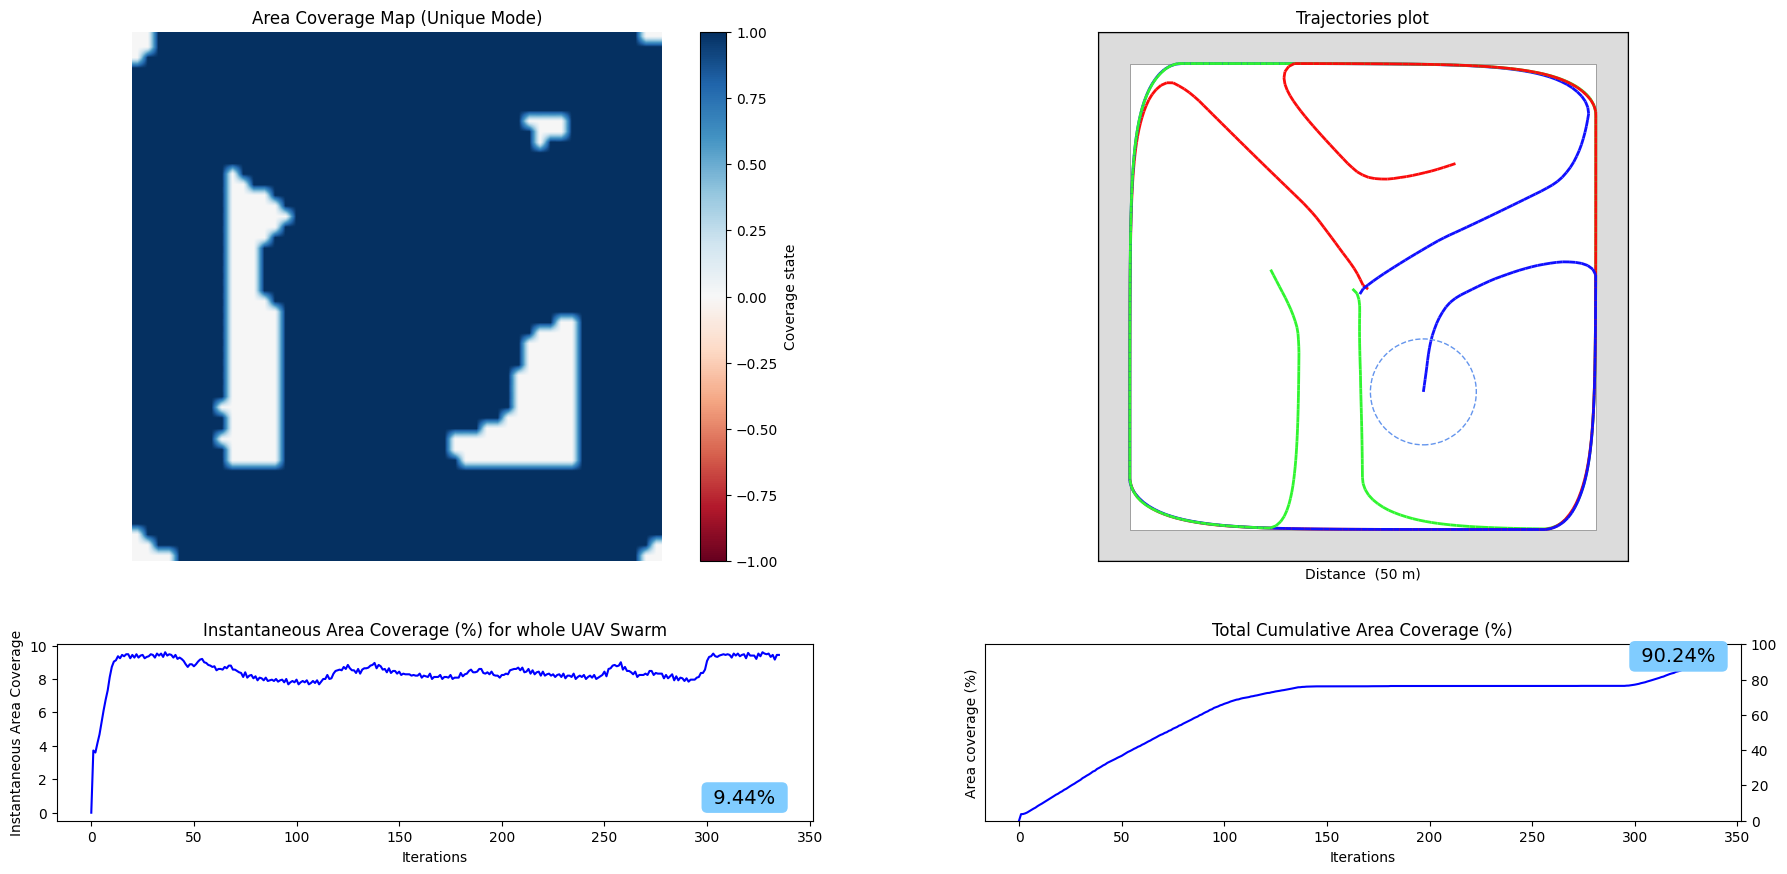 Area Coverage Map (Unique Mode)
1.00
0.75
0.50
0.25
0.00
−0.25
−0.50
−0.75
−1.00
Coverage state
Trajectories plot
Distance  (50 m)
Instantaneous Area Coverage (%) for whole UAV Swarm
Instantaneous Area Coverage
10
8
6
4
2
0
9.44%
0 50 100 150 200 250 300 350
Iterations
Total Cumulative Area Coverage (%)
Area coverage (%)
90.24%
100
80
60
40
20
0
0 50 100 150 200 250 300 350
Iterations